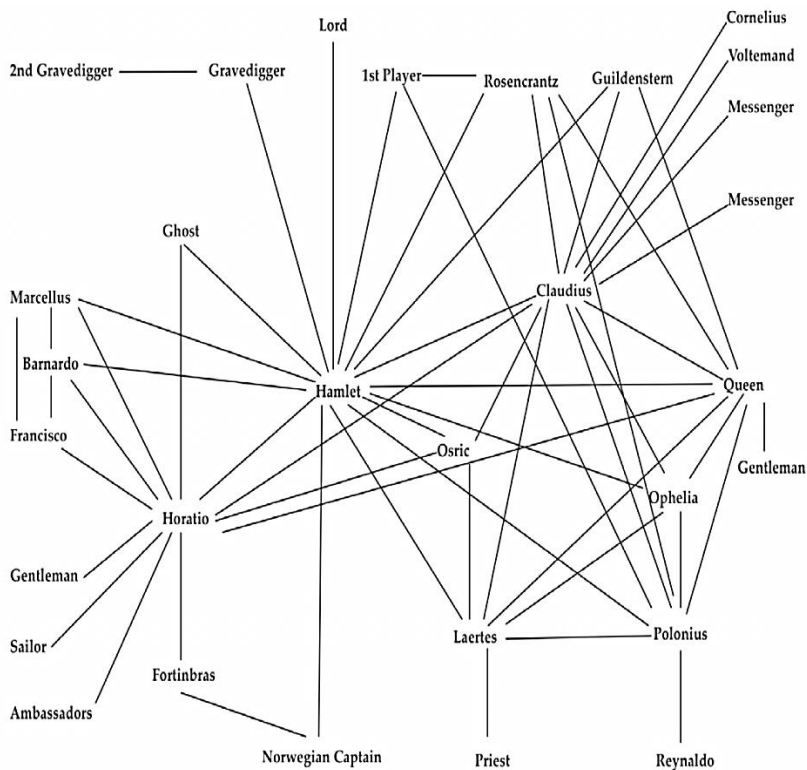 Cornelius
Lord
Voltemand
2nd Gravedigger
Gravedigger
1st Player
Rosencrantz
Guildenstern
Messenger
Messenger
Ghost
Marcellus
Claudius
Barnardo
Hamlet
Queen
Francisco
Osric
Gentleman
Ophelia
Horatio
Gentleman
Laertes
Polonius
Sailor
Fortinbras
Ambassadors
Norwegian Captain
Priest
Reynaldo